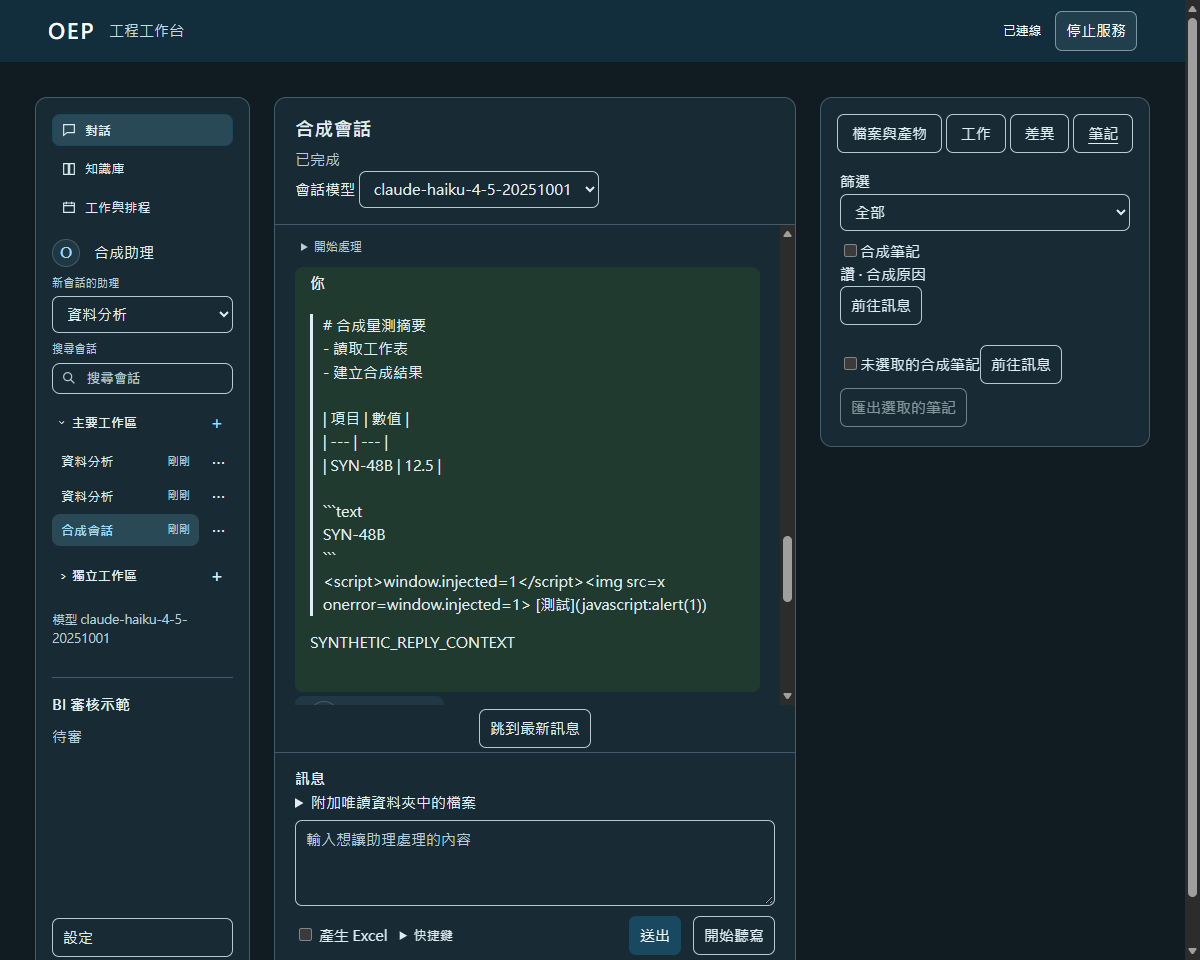 OEP 工程工作台
已連線
停止服務
對話
知識庫
工作與排程
O 合成助理
新會話的助理
資料分析
搜尋會話
搜尋會話
主要工作區 +
資料分析 剛剛 ...
資料分析 剛剛 ...
合成會話 剛剛 ...
獨立工作區 +
模型 claude-haiku-4-5-
20251001
BI 審核示範
待審
設定
合成會話
已完成
會話模型 claude-haiku-4-5-20251001
開始處理
你
# 合成量測摘要
- 讀取工作表
- 建立合成結果
| 項目 | 數值 |
| --- | --- |
| SYN-48B | 12.5 |
```text
SYN-48B
```
<script>window.injected=1</script><img src=x
onerror=window.injected=1> [測試](javascript:alert(1))
SYNTHETIC_REPLY_CONTEXT
跳到最新訊息
訊息
附加唯讀資料夾中的檔案
輸入想讓助理處理的內容
產生 Excel
快捷鍵
送出
開始聽寫
檔案與產物
工作
差異
筆記
篩選
全部
合成筆記
讚 · 合成原因
前往訊息
未選取的合成筆記
前往訊息
匯出選取的筆記